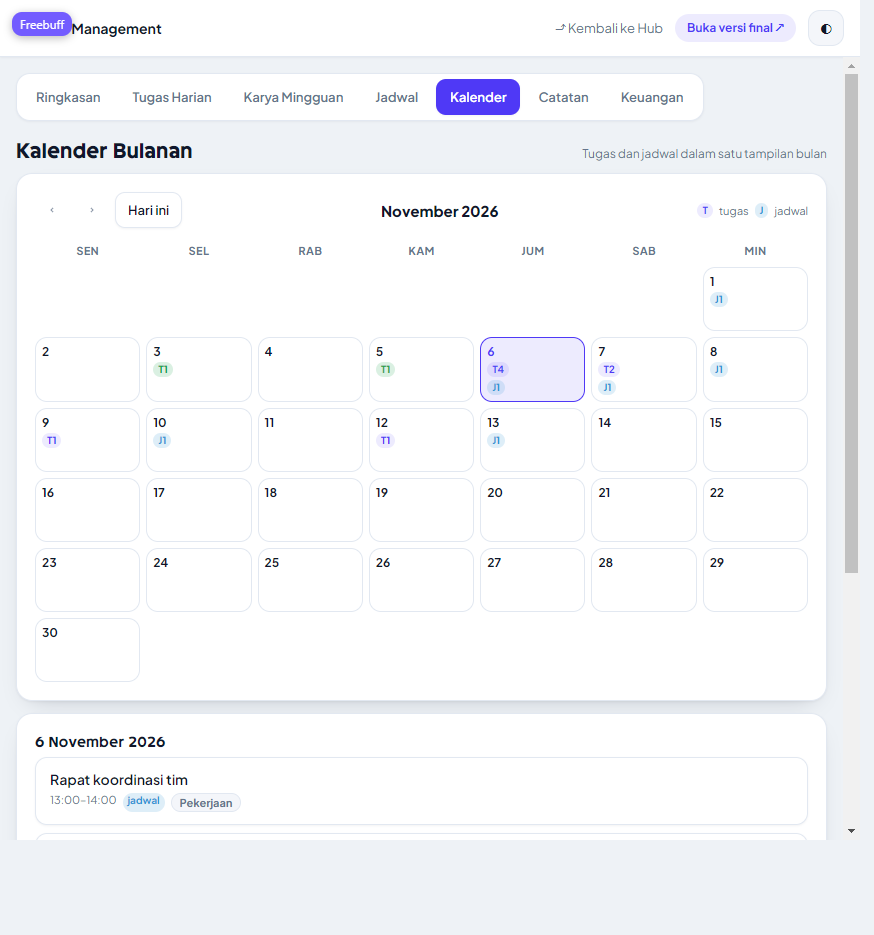 Freebuff Management
⤴ Kembali ke Hub
Buka versi final ↗
Ringkasan Tugas Harian Karya Mingguan Jadwal Kalender Catatan Keuangan
Kalender Bulanan
Tugas dan jadwal dalam satu tampilan bulan
‹ › Hari ini
November 2026
T tugas J jadwal
SEN SEL RAB KAM JUM SAB MIN
1
J1
2 3 4 5 6 7 8
T1 T1 T4 T2 J1
J1 J1
9 10 11 12 13 14 15
T1 J1 T1 J1
16 17 18 19 20 21 22
23 24 25 26 27 28 29
30
6 November 2026
Rapat koordinasi tim
13:00–14:00 jadwal Pekerjaan